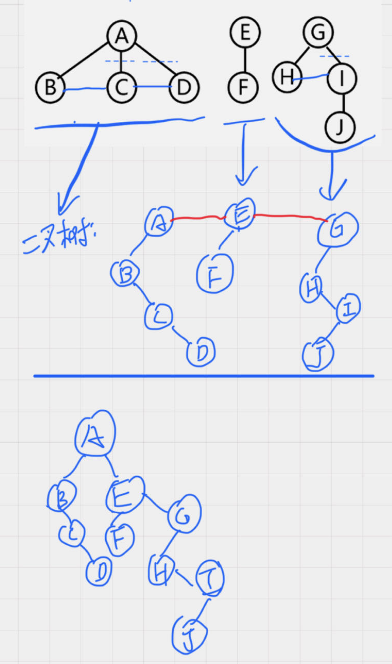 A E G
B C D F H I
J
二叉树:
A E G
B F H
C I
D J
A
B E G
C F
D H I
J